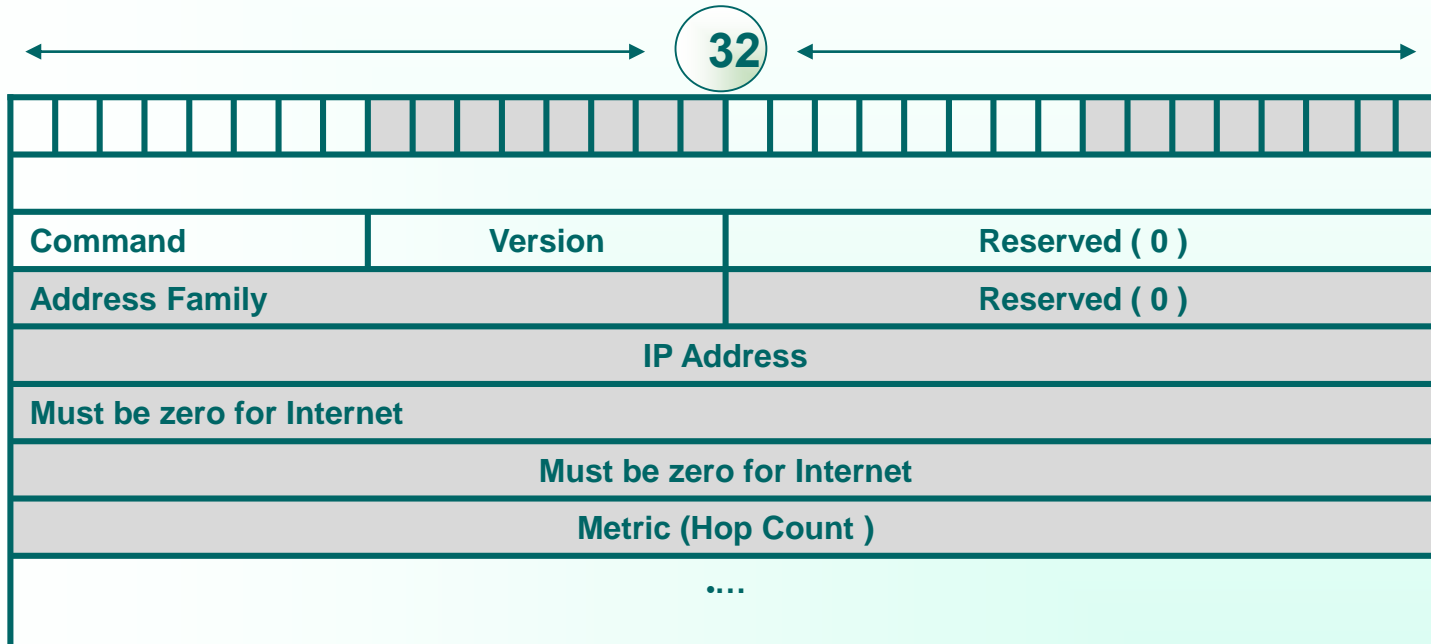 32
Command Version Reserved ( 0 )
Address Family Reserved ( 0 )
IP Address
Must be zero for Internet
Must be zero for Internet
Metric (Hop Count )
•…